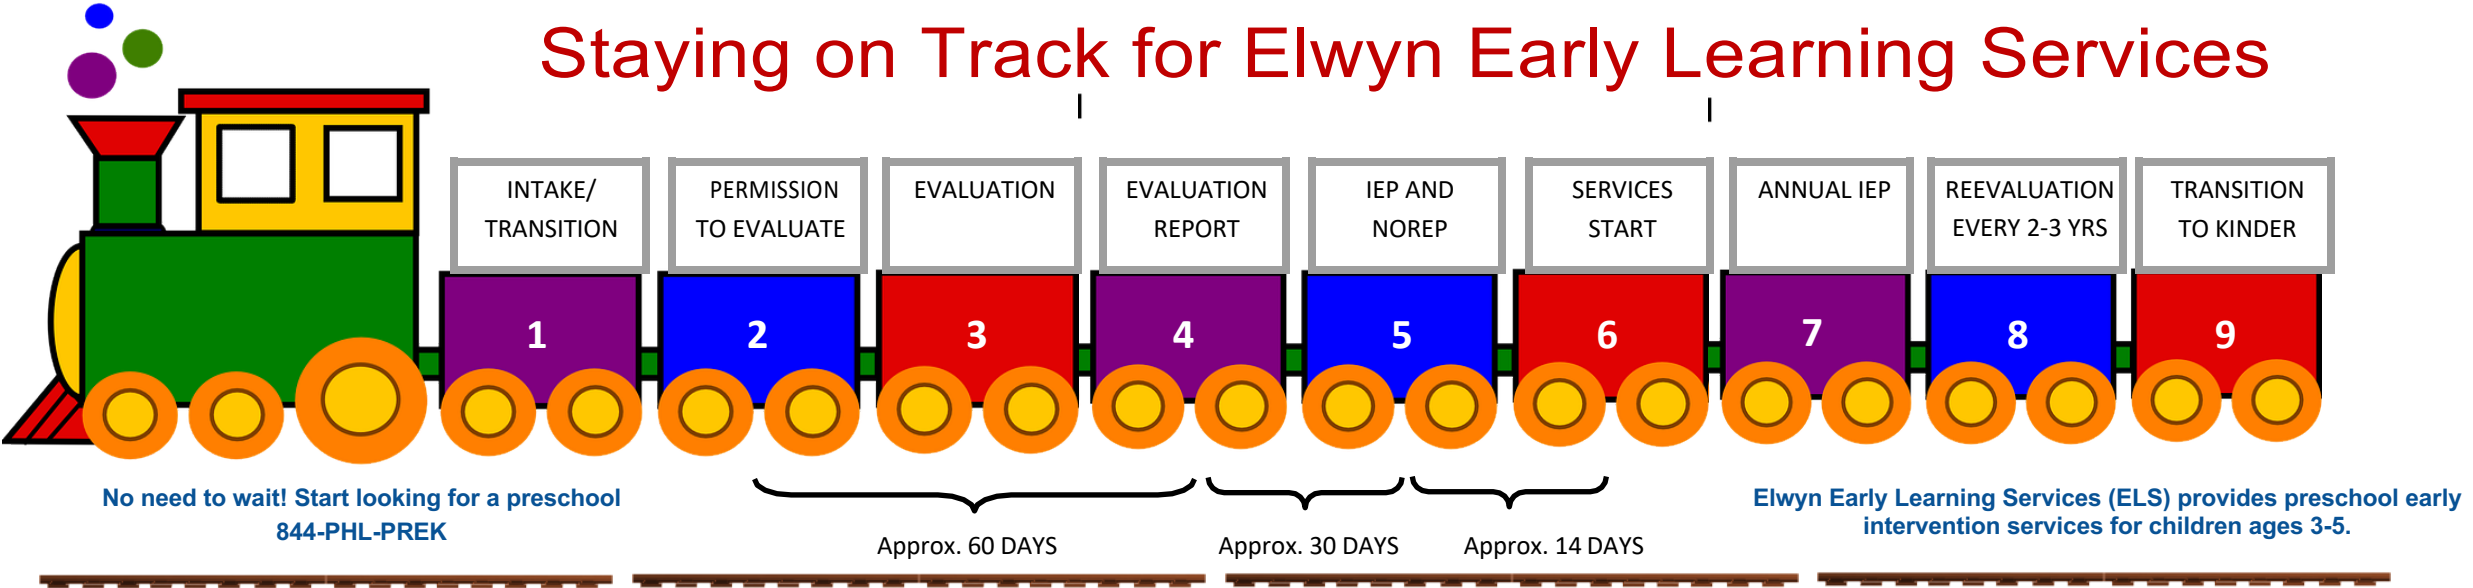 Staying on Track for Elwyn Early Learning Services
INTAKE/
TRANSITION
PERMISSION
TO EVALUATE
EVALUATION
EVALUATION
REPORT
IEP AND
NOREP
SERVICES
START
ANNUAL IEP
REEVALUATION
EVERY 2-3 YRS
TRANSITION
TO KINDER
1
2
3
4
5
6
7
8
9
No need to wait! Start looking for a preschool
844-PHL-PREK
Approx. 60 DAYS
Approx. 30 DAYS
Approx. 14 DAYS
Elwyn Early Learning Services (ELS) provides preschool early
intervention services for children ages 3-5.